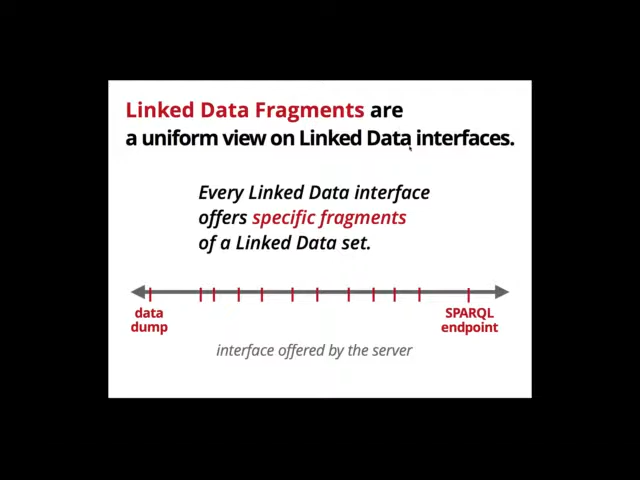 Linked Data Fragments are
a uniform view on Linked Data interfaces.
Every Linked Data interface
offers specific fragments
of a Linked Data set.
data
dump
SPARQL
endpoint
interface offered by the server